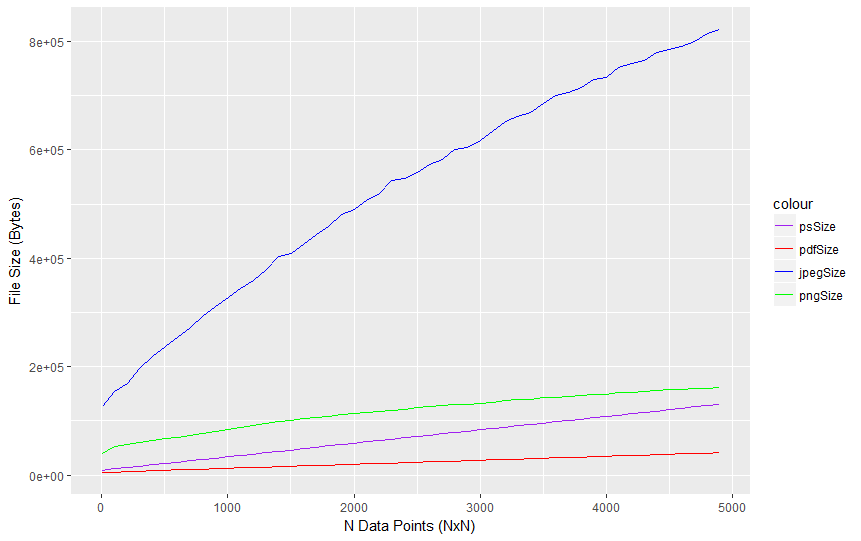 8e+05
6e+05
4e+05
2e+05
0e+00
File Size (Bytes)
0 1000 2000 3000 4000 5000
N Data Points (NxN)
colour
psSize
pdfSize
jpegSize
pngSize